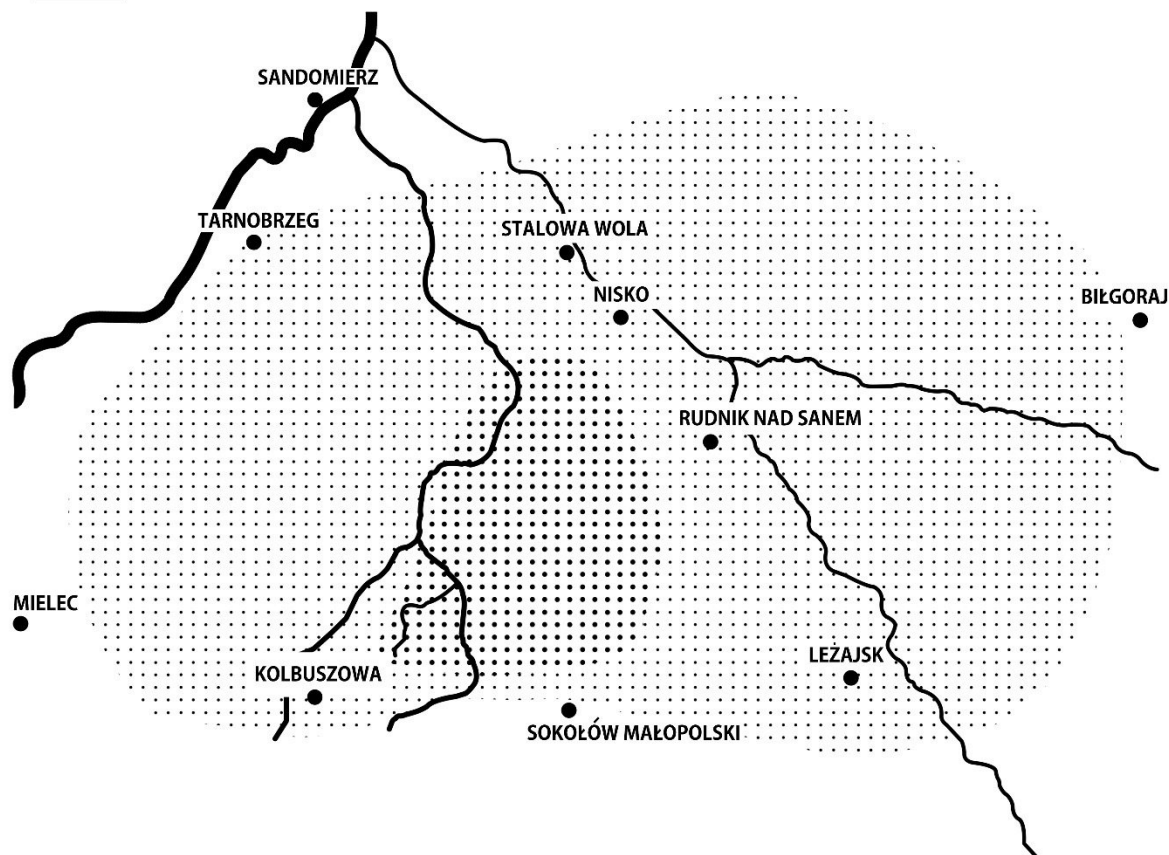 SANDOMIERZ
TARNOBRZEG
STALOWA WOLA
NISKO
BIŁGORAJ
RUDNIK NAD SANEM
MIELEC
KOLBUSZOWA
LEŻAJSK
SOKOŁÓW MAŁOPOLSKI